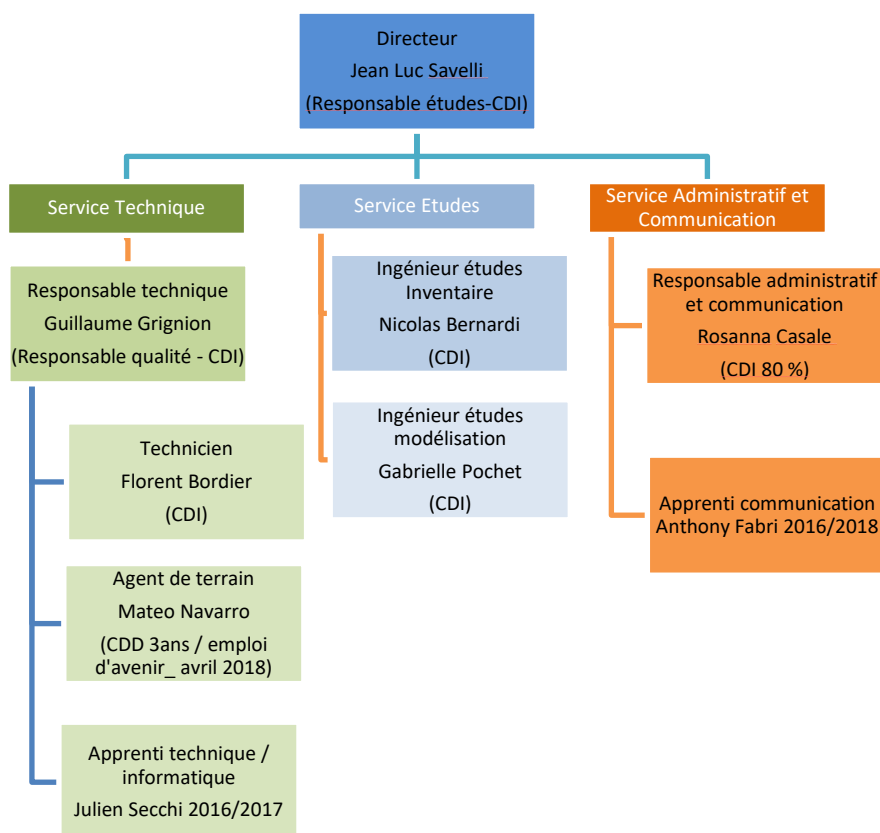 Directeur
Jean Luc Savelli
(Responsable études-CDI)
Service Technique
Responsable technique
Guillaume Grignion
(Responsable qualité - CDI)
Technicien
Florent Bordier
(CDI)
Agent de terrain
Mateo Navarro
(CDD 3ans / emploi
d'avenir_ avril 2018)
Apprenti technique /
informatique
Julien Secchi 2016/2017
Service Etudes
Ingénieur études
Inventaire
Nicolas Bernardi
(CDI)
Ingénieur études
modélisation
Gabrielle Pochet
(CDI)
Service Administratif et
Communication
Responsable administratif
et communication
Rosanna Casale
(CDI 80 %)
Apprenti communication
Anthony Fabri 2016/2018